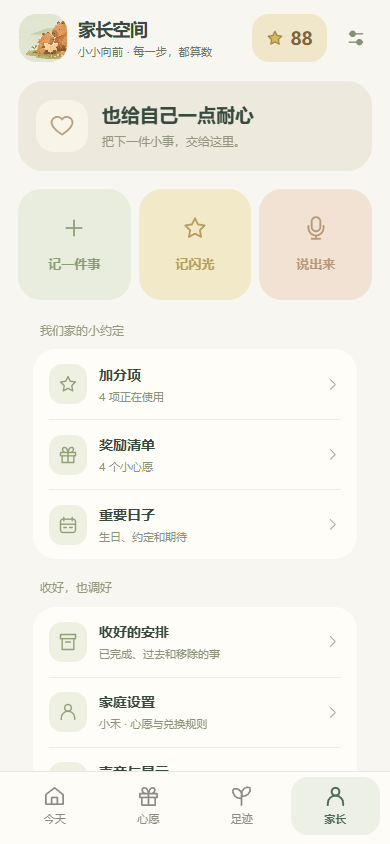 家长空间
小小向前 · 每一步，都算数
88
也给自己一点耐心
把下一件小事，交给这里。
记一件事
记闪光
说出来
我们家的小约定
加分项
4 项正在使用
奖励清单
4 个小心愿
重要日子
生日、约定和期待
收好，也调好
收好的安排
已完成、过去和移除的事
家庭设置
小禾 · 心愿与兑换规则
今天
心愿
足迹
家长